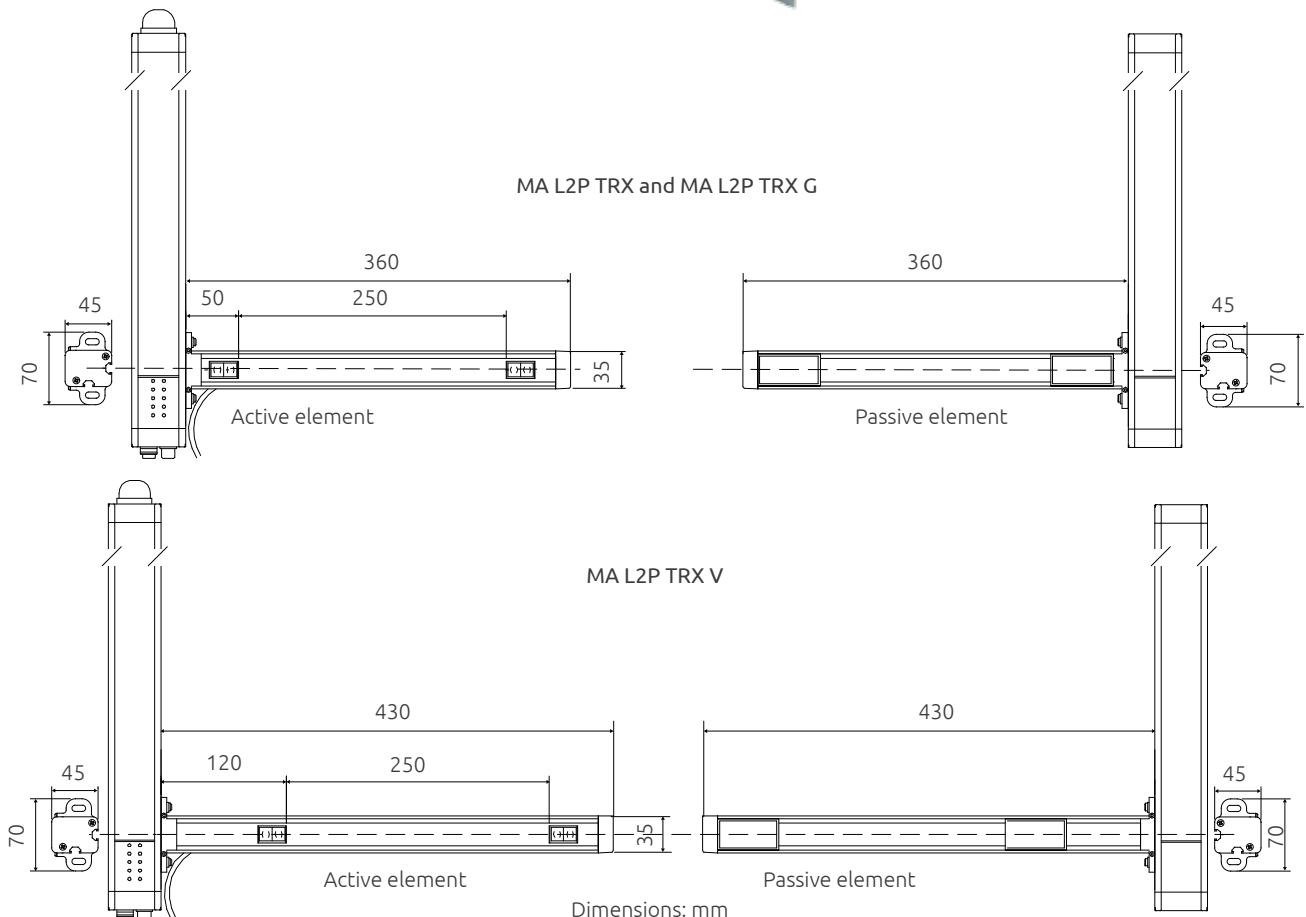 MA L2P TRX and MA L2P TRX G
360
360
50
250
45
45
70
35
70
Active element
Passive element
MA L2P TRX V
430
430
120
250
45
45
70
35
70
Active element
Passive element
Dimensions: mm